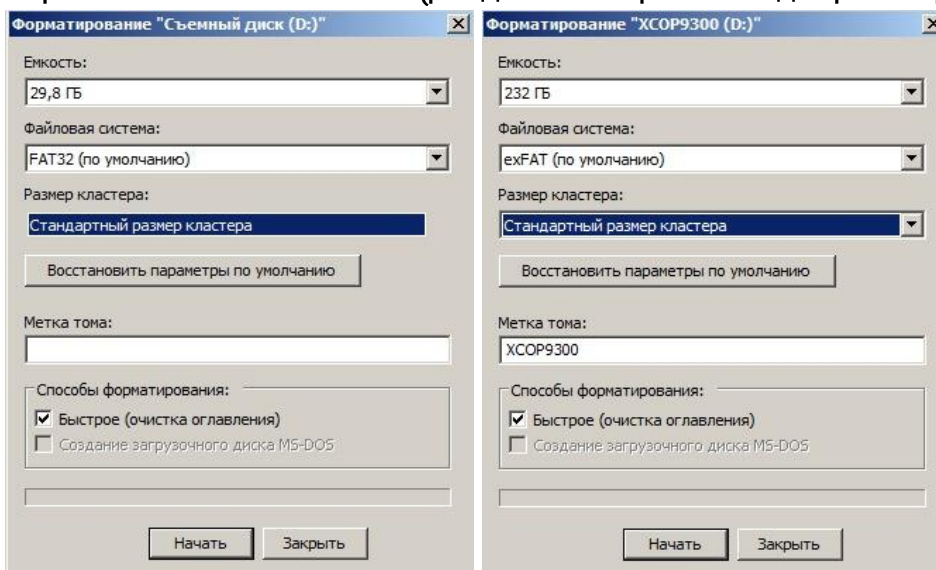 Форматирование "Съемный диск (D:)"
Емкость:
29,8 ГБ
Файловая система:
FAT32 (по умолчанию)
Размер кластера:
Стандартный размер кластера
Восстановить параметры по умолчанию
Метка тома:
Способы форматирования:
Быстрое (очистка оглавления)
Создание загрузочного диска MS-DOS
Начать
Закрыть
Форматирование "XCOP9300 (D:)"
Емкость:
232 ГБ
Файловая система:
exFAT (по умолчанию)
Размер кластера:
Стандартный размер кластера
Восстановить параметры по умолчанию
Метка тома:
XCOP9300
Способы форматирования:
Быстрое (очистка оглавления)
Создание загрузочного диска MS-DOS
Начать
Закрыть